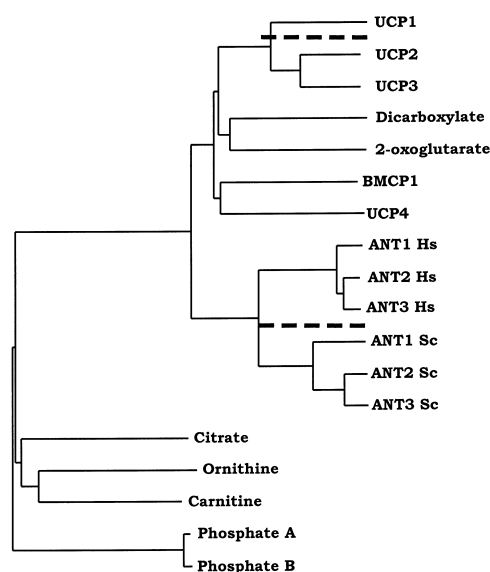 UCP1
UCP2
UCP3
Dicarboxylate
2-oxoglutarate
BMCP1
UCP4
ANT1 Hs
ANT2 Hs
ANT3 Hs
ANT1 Sc
ANT2 Sc
ANT3 Sc
Citrate
Ornithine
Carnitine
Phosphate A
Phosphate B